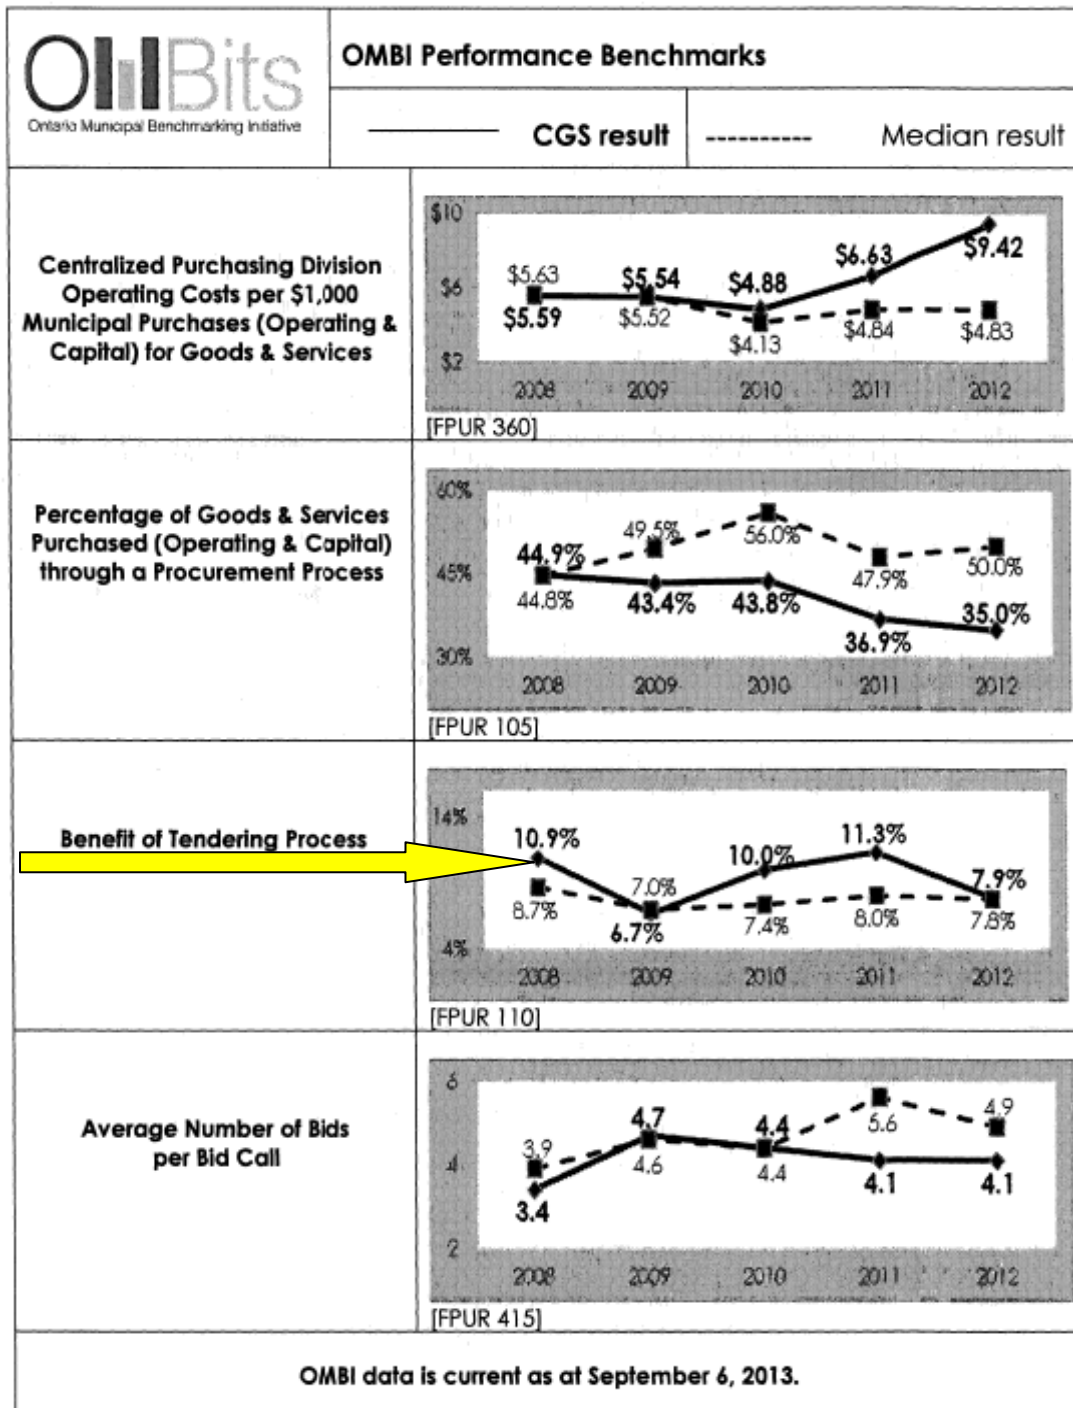 OMBits
Ontario Municipal Benchmarking Initiative
OMBI Performance Benchmarks
CGS result
Median result
Centralized Purchasing Division
Operating Costs per $1,000
Municipal Purchases (Operating &
Capital) for Goods & Services
$10
$6
$2
$5.63
$5.54
$4.88
$6.63
$9.42
$5.59
$5.52
$4.13
$4.84
$4.83
2008 2009 2010 2011 2012
[FPUR 360]
Percentage of Goods & Services
Purchased (Operating & Capital)
through a Procurement Process
60%
45%
30%
44.9%
49.5%
56.0%
47.9%
50.0%
44.8%
43.4%
43.8%
36.9%
35.0%
2008 2009 2010 2011 2012
[FPUR 105]
Benefit of Tendering Process
14%
4%
10.9%
7.0%
10.0%
11.3%
7.9%
8.7%
6.7%
7.4%
8.0%
7.8%
2008 2009 2010 2011 2012
[FPUR 110]
Average Number of Bids
per Bid Call
6
4
2
3.9
4.7
4.4
5.6
4.9
3.4
4.6
4.4
4.1
4.1
2008 2009 2010 2011 2012
[FPUR 415]
OMBI data is current as at September 6, 2013.